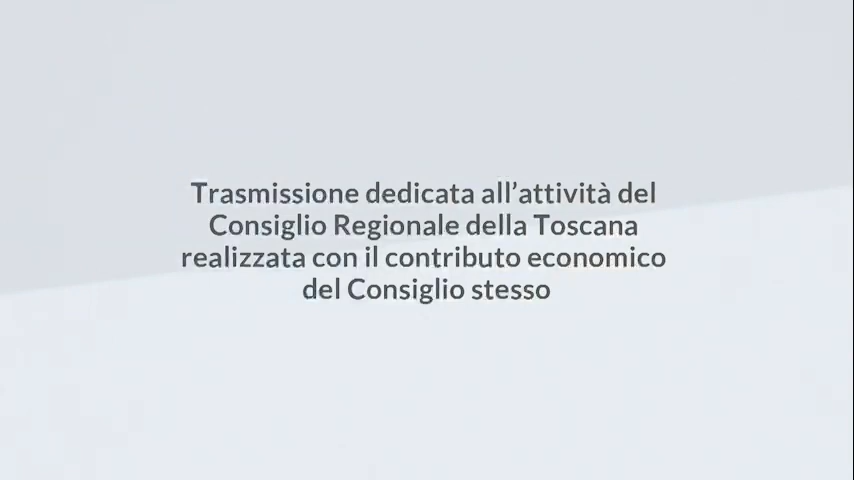 Trasmissione dedicata all’attività del
Consiglio Regionale della Toscana
realizzata con il contributo economico
del Consiglio stesso